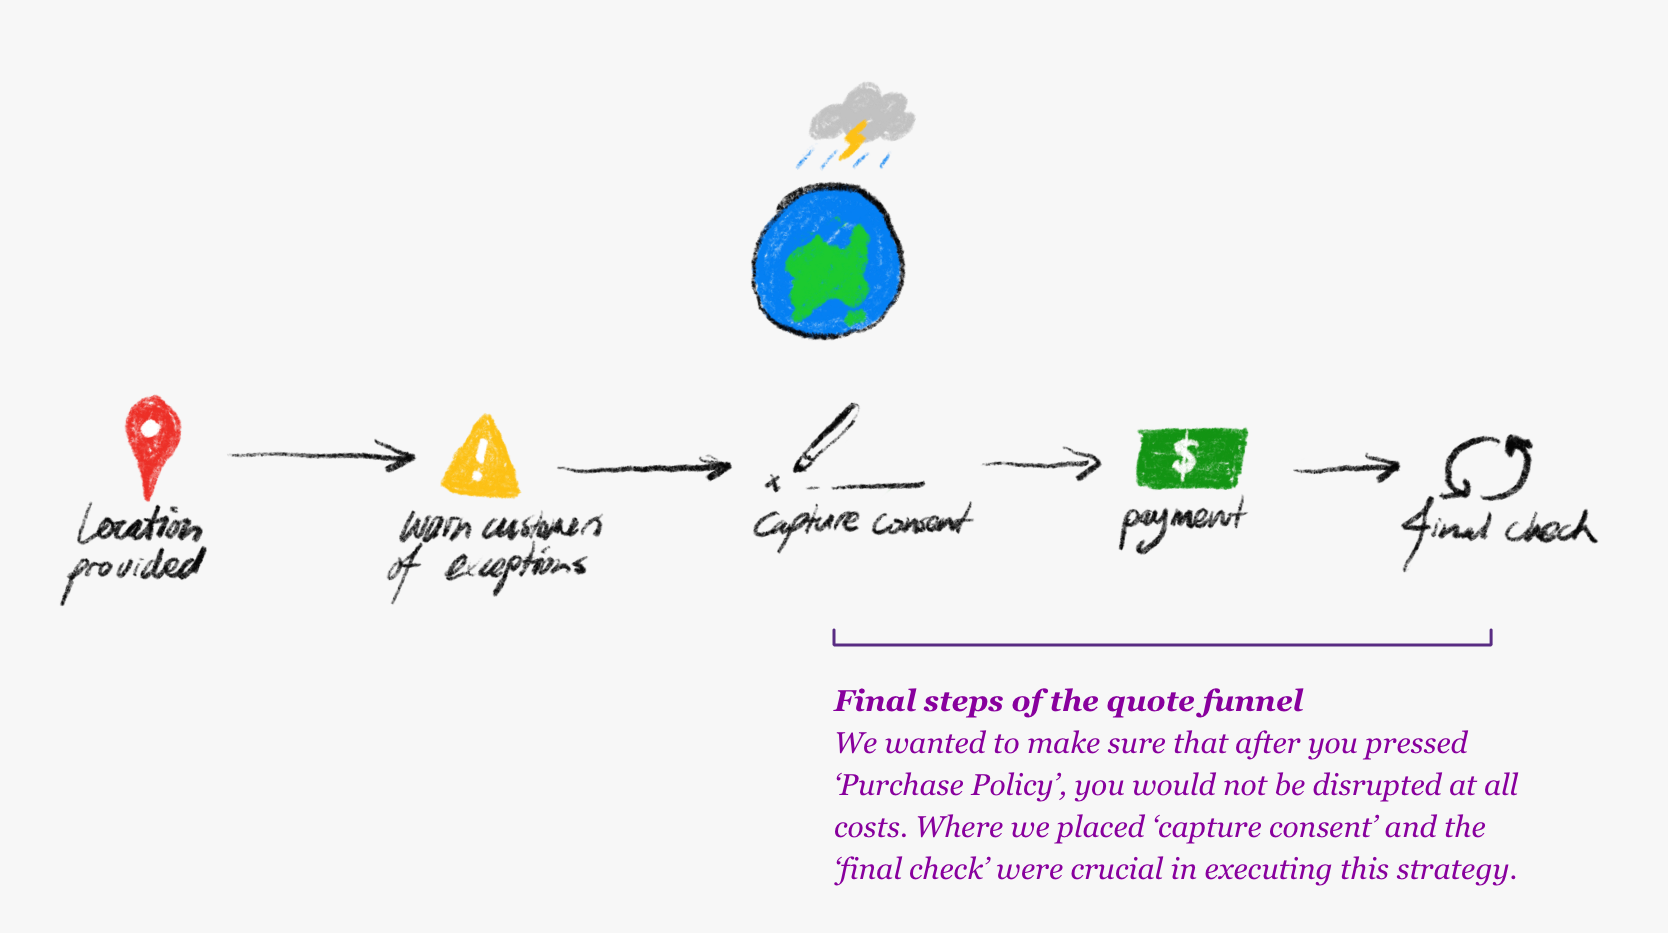 $
x
Location
provided
warn customers
of exceptions
capture consent
payment
final check
Final steps of the quote funnel
We wanted to make sure that after you pressed
‘Purchase Policy’, you would not be disrupted at all
costs. Where we placed ‘capture consent’ and the
‘final check’ were crucial in executing this strategy.